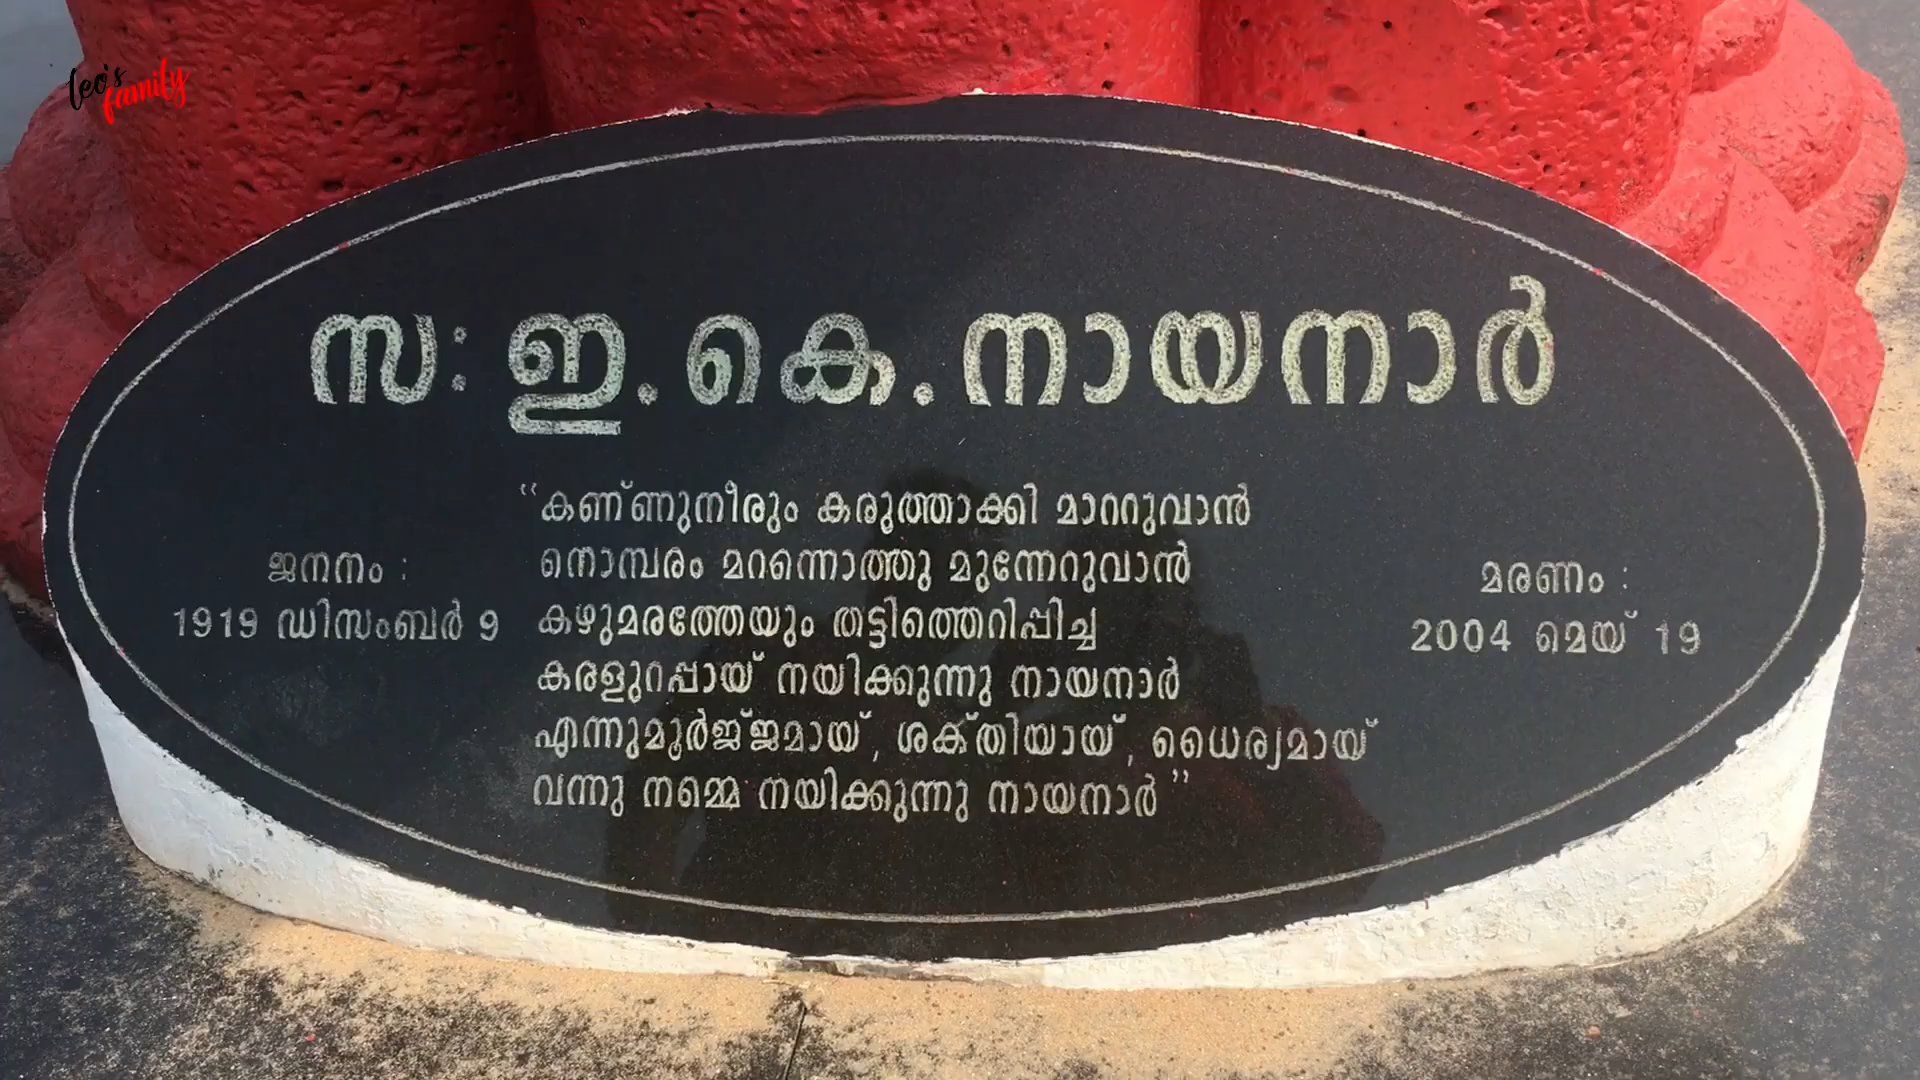 leo's
family
സ: ഇ. കെ. നായനാർ
“കണ്ണുനീരും കരുത്താക്കി മാററുവാൻ
നൊമ്പരം മറന്നൊത്തു മുന്നേറുവാൻ
കഴുമരത്തേയും തട്ടിത്തെറിപ്പിച്ച
കരളുറപ്പായ് നയിക്കുന്നു നായനാർ
എന്നുമൂർജ്ജമായ്, ശക്തിയായ്, ധൈര്യമായ്
വന്നു നമ്മെ നയിക്കുന്നു നായനാർ”
ജനനം :
1919 ഡിസംബർ 9
മരണം :
2004 മെയ് 19